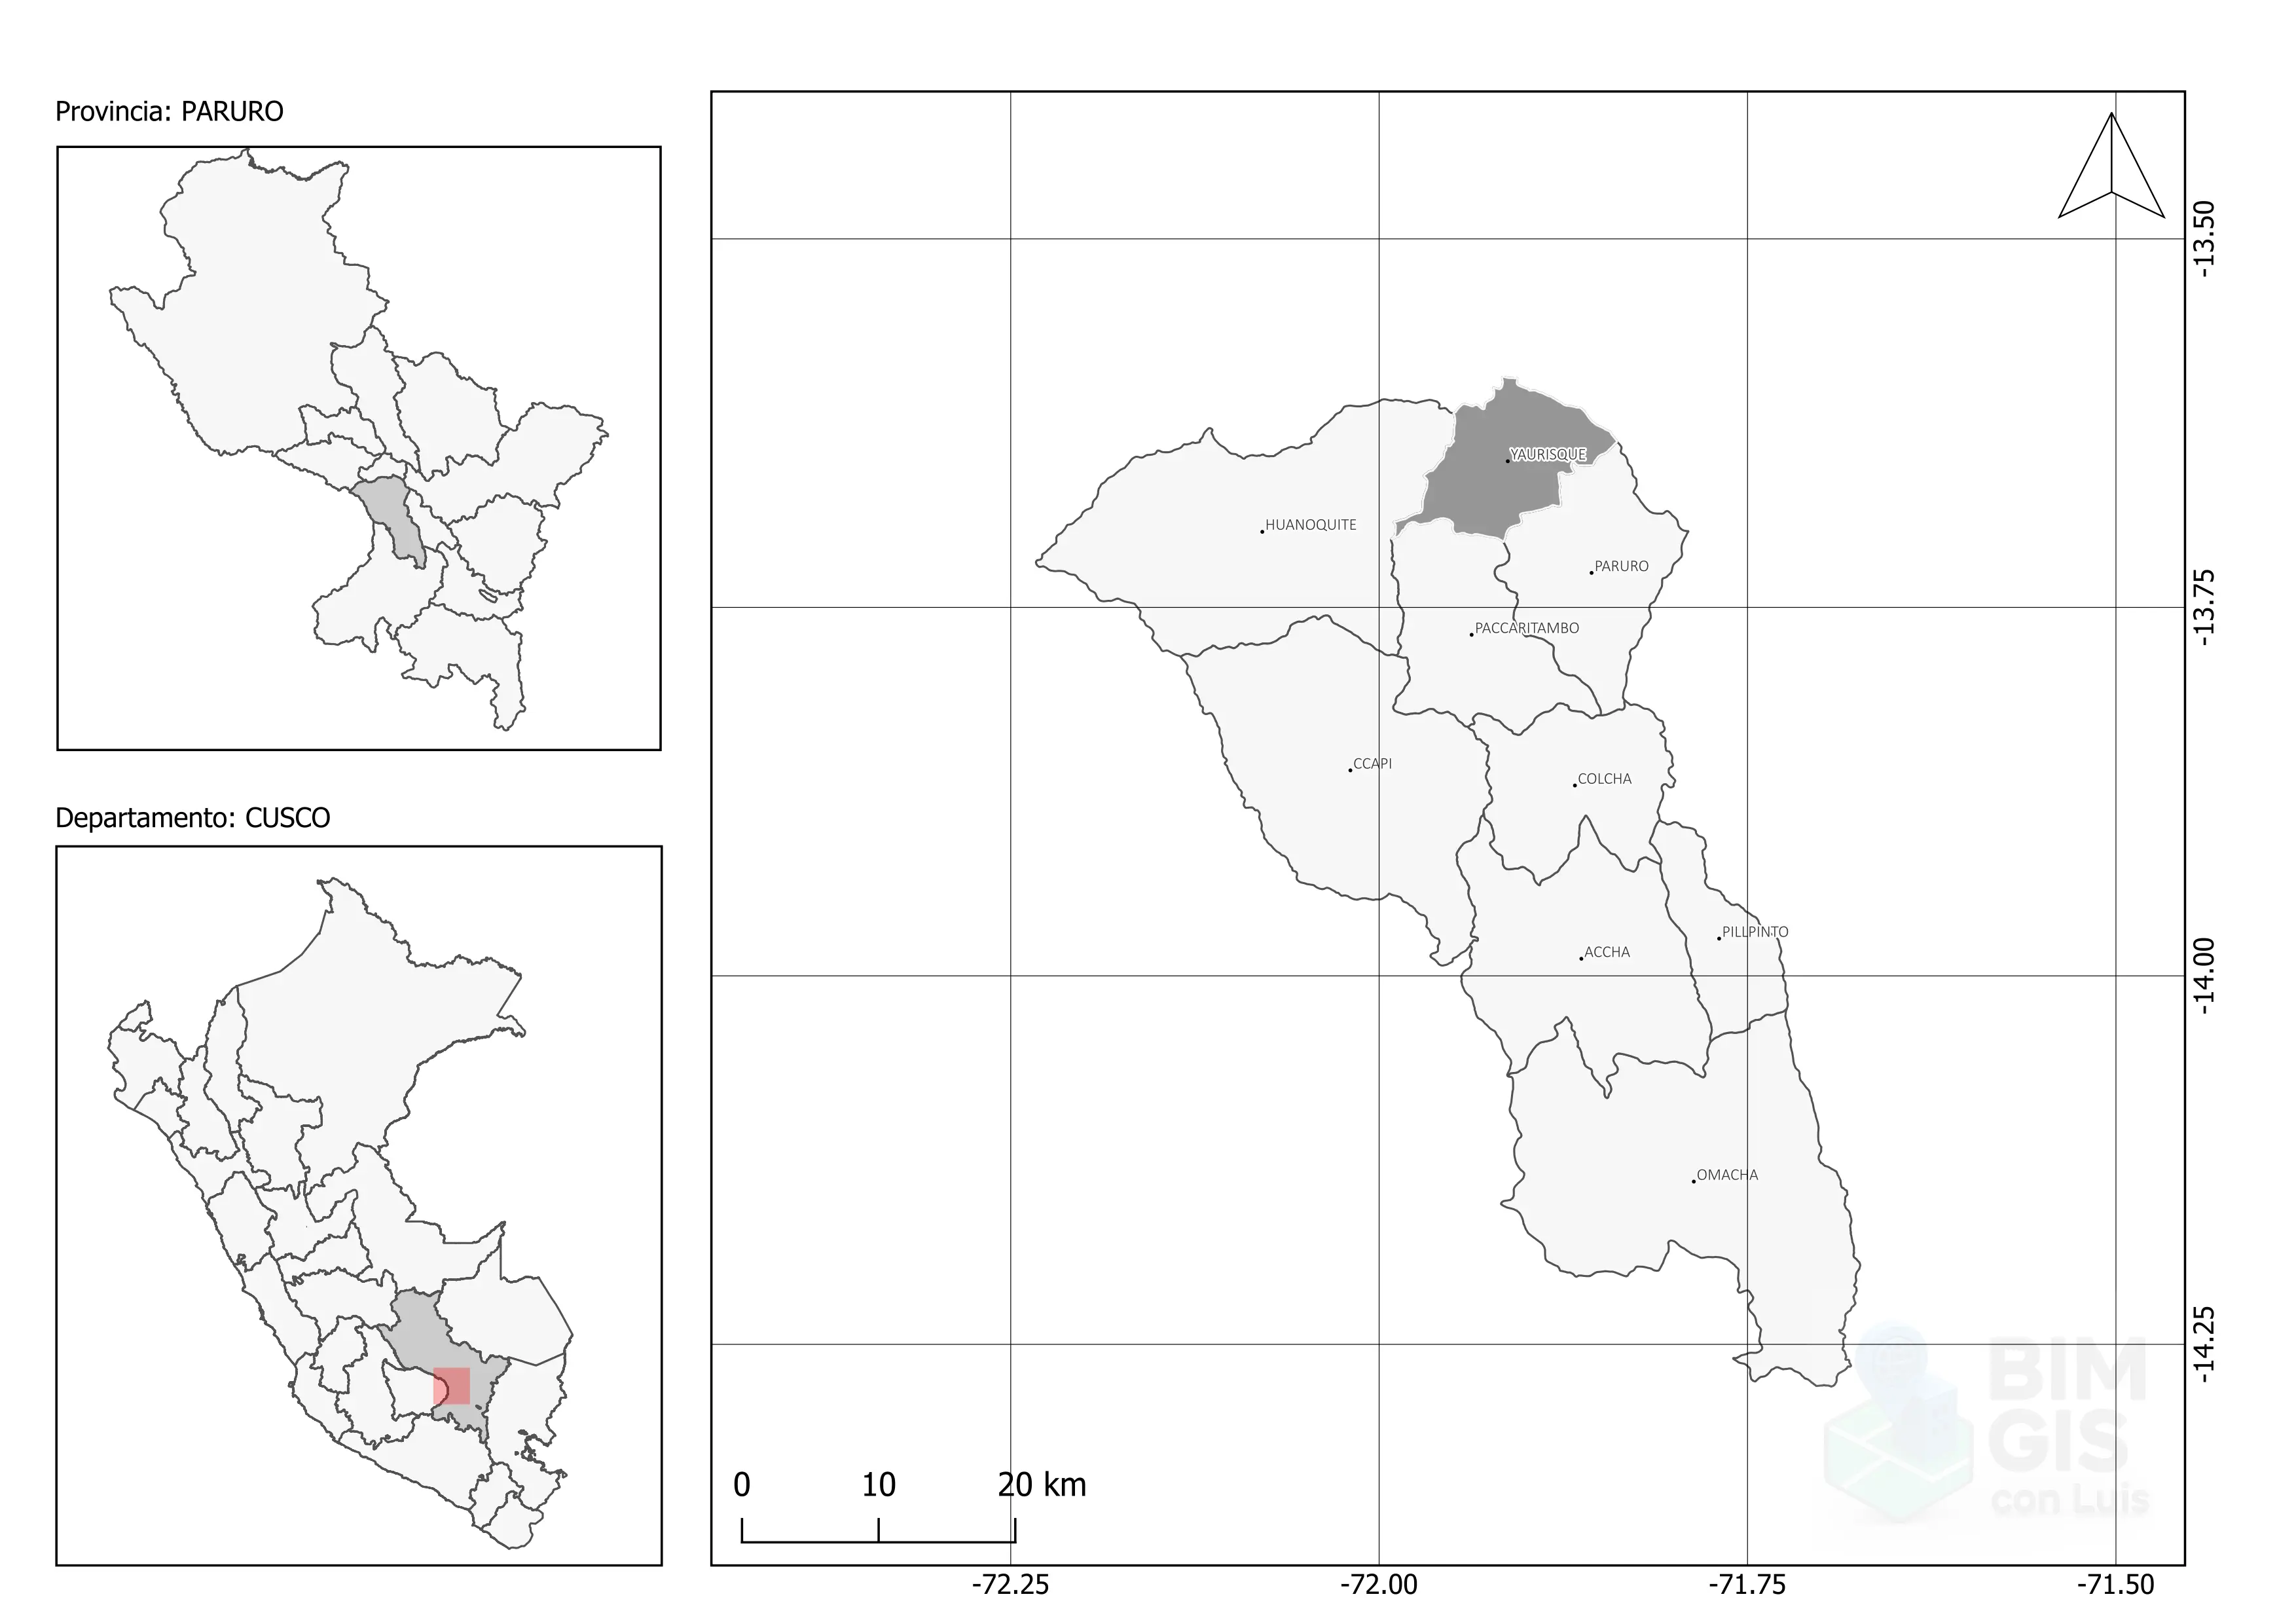 Provincia: PARURO
Departamento: CUSCO
YAURISQUE
HUANOQUITE
PARURO
PACCARITAMBO
CCAPI
COLCHA
PILLPINTO
ACCHA
OMACHA
-13.50
-13.75
-14.00
-14.25
BIM
GIS
con Luis
0 10 20 km
-72.25 -72.00 -71.75 -71.50